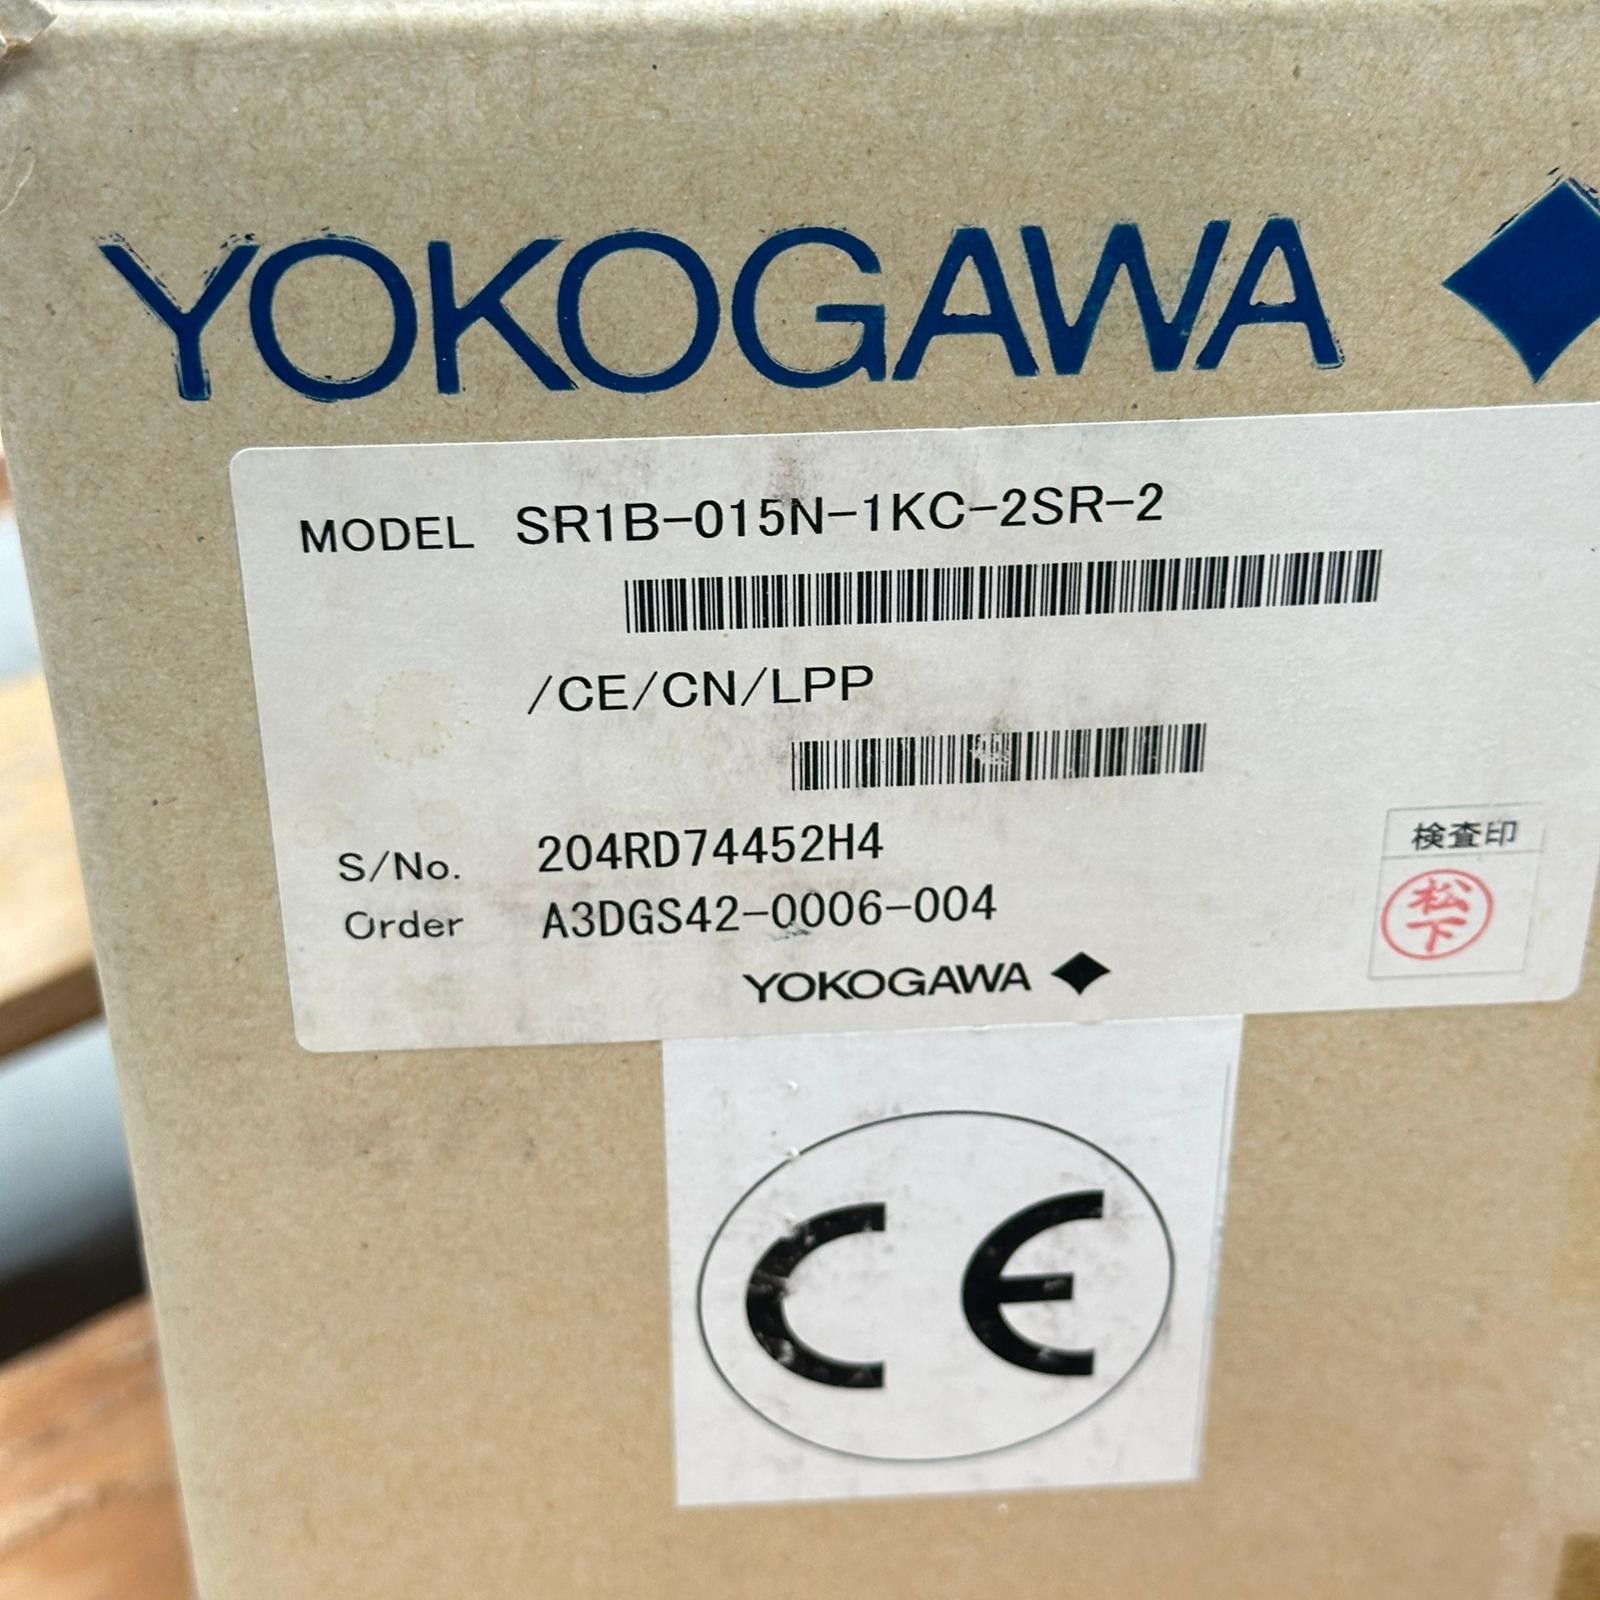 YOKOGAWA
MODEL SR1B-015N-1KC-2SR-2
/CE/CN/LPP
S/No. 204RD74452H4
Order A3DGS42-0006-004
検査印
松下
YOKOGAWA
CE